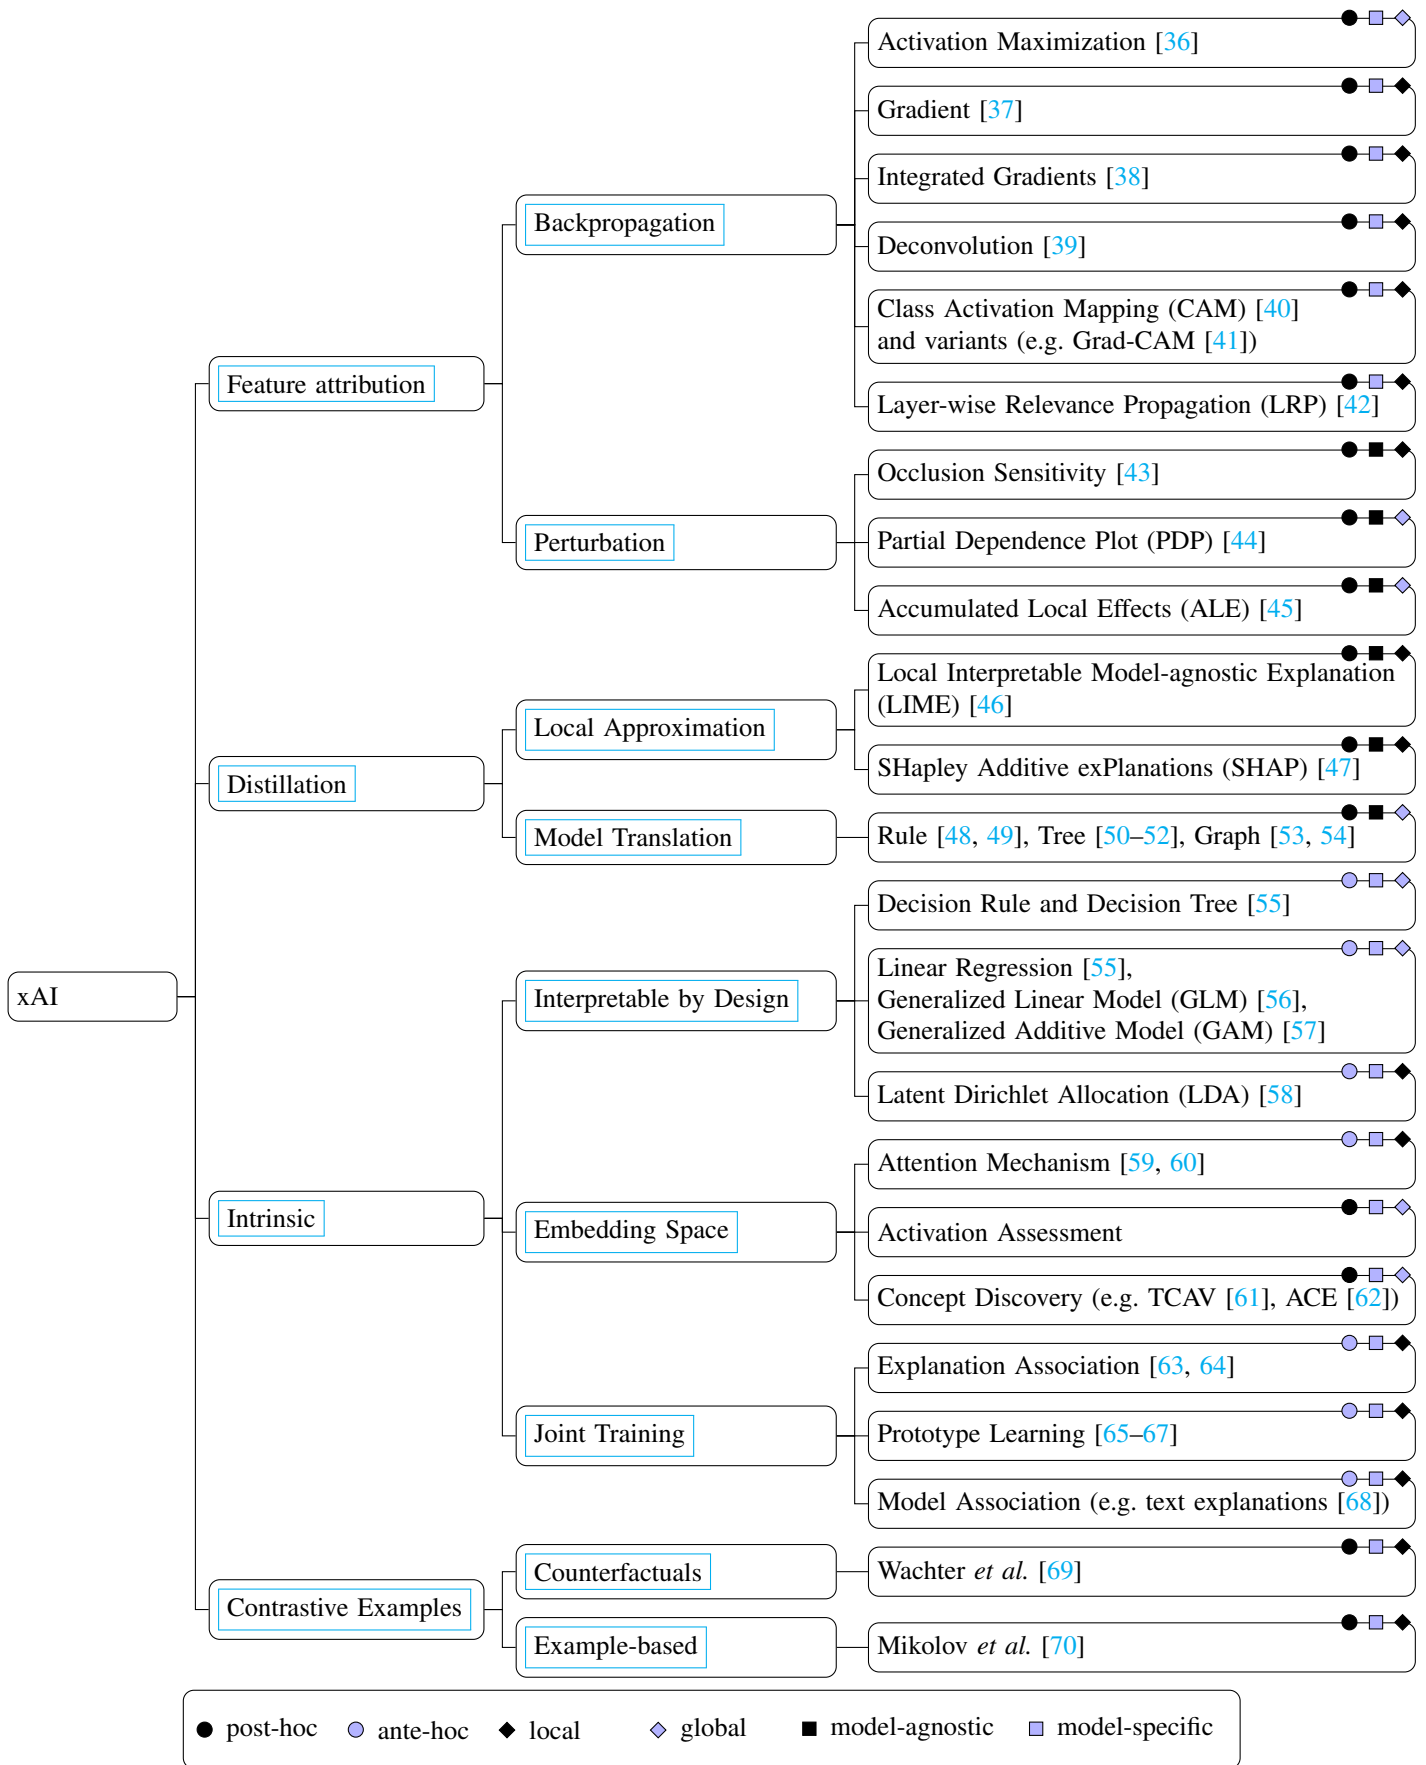 xAI
Feature attribution
Backpropagation
Activation Maximization [36]
Gradient [37]
Integrated Gradients [38]
Deconvolution [39]
Class Activation Mapping (CAM) [40]
and variants (e.g. Grad-CAM [41])
Layer-wise Relevance Propagation (LRP) [42]
Perturbation
Occlusion Sensitivity [43]
Partial Dependence Plot (PDP) [44]
Accumulated Local Effects (ALE) [45]
Distillation
Local Approximation
Local Interpretable Model-agnostic Explanation
(LIME) [46]
SHapley Additive exPlanations (SHAP) [47]
Model Translation
Rule [48, 49], Tree [50–52], Graph [53, 54]
Intrinsic
Interpretable by Design
Decision Rule and Decision Tree [55]
Linear Regression [55],
Generalized Linear Model (GLM) [56],
Generalized Additive Model (GAM) [57]
Latent Dirichlet Allocation (LDA) [58]
Embedding Space
Attention Mechanism [59, 60]
Activation Assessment
Concept Discovery (e.g. TCAV [61], ACE [62])
Joint Training
Explanation Association [63, 64]
Prototype Learning [65–67]
Model Association (e.g. text explanations [68])
Contrastive Examples
Counterfactuals
Wachter et al. [69]
Example-based
Mikolov et al. [70]
post-hoc ante-hoc local global model-agnostic model-specific